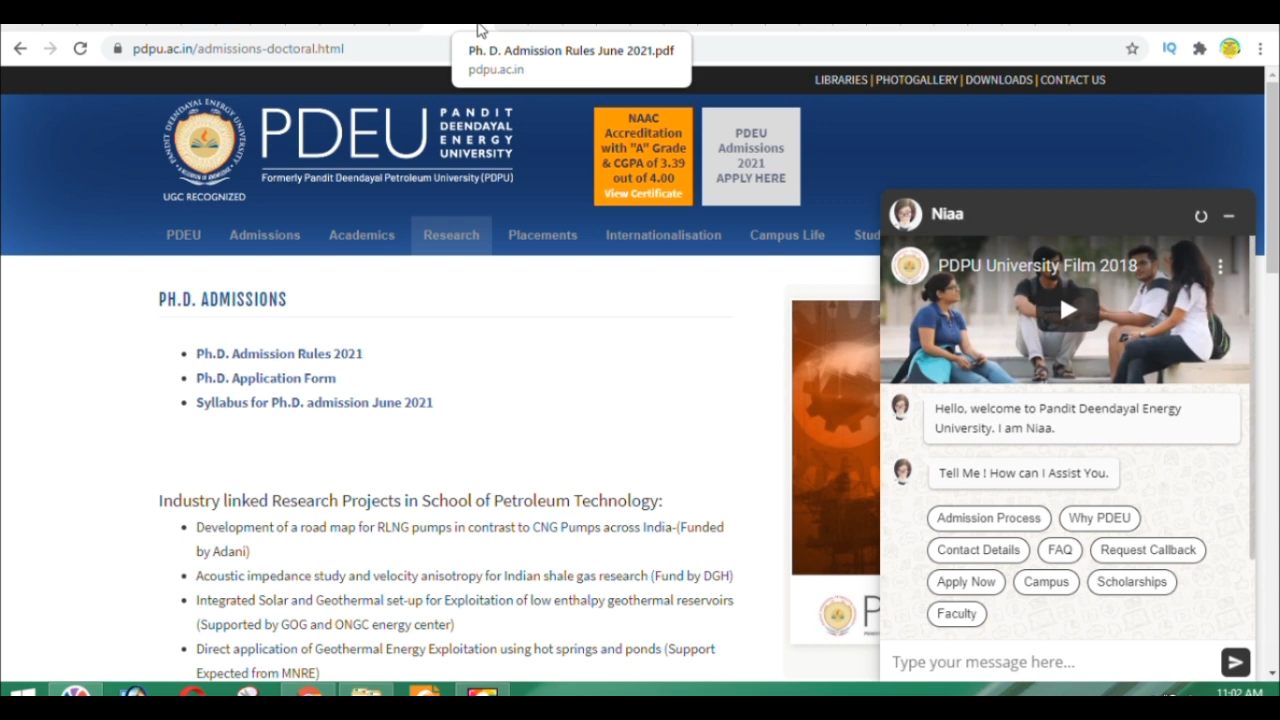 pdpu.ac.in/admissions-doctoral.html
IQ
Ph. D. Admission Rules June 2021.pdf
pdpu.ac.in
LIBRARIES | PHOTOGALLERY | DOWNLOADS | CONTACT US
PANDIT DEENDAYAL ENERGY UNIVERSITY
UGC RECOGNIZED
PDEU
PANDIT
DEENDAYAL
ENERGY
UNIVERSITY
Formerly Pandit Deendayal Petroleum University (PDPU)
NAAC
Accreditation
with "A" Grade
& CGPA of 3.39
out of 4.00
View Certificate
PDEU
Admissions
2021
APPLY HERE
PDEU Admissions Academics Research Placements Internationalisation Campus Life Stud
PH.D. ADMISSIONS
Ph.D. Admission Rules 2021
Ph.D. Application Form
Syllabus for Ph.D. admission June 2021
Industry linked Research Projects in School of Petroleum Technology:
Development of a road map for RLNG pumps in contrast to CNG Pumps across India-(Funded
by Adani)
Acoustic impedance study and velocity anisotropy for Indian shale gas research (Fund by DGH)
Integrated Solar and Geothermal set-up for Exploitation of low enthalpy geothermal reservoirs
(Supported by GOG and ONGC energy center)
Direct application of Geothermal Energy Exploitation using hot springs and ponds (Support
Expected from MNRE)
P
Niaa
PDPU University Film 2018
Hello, welcome to Pandit Deendayal Energy
University. I am Niaa.
Tell Me ! How can I Assist You.
Admission Process Why PDEU
Contact Details FAQ Request Callback
Apply Now Campus Scholarships
Faculty
Type your message here...
11:02 AM